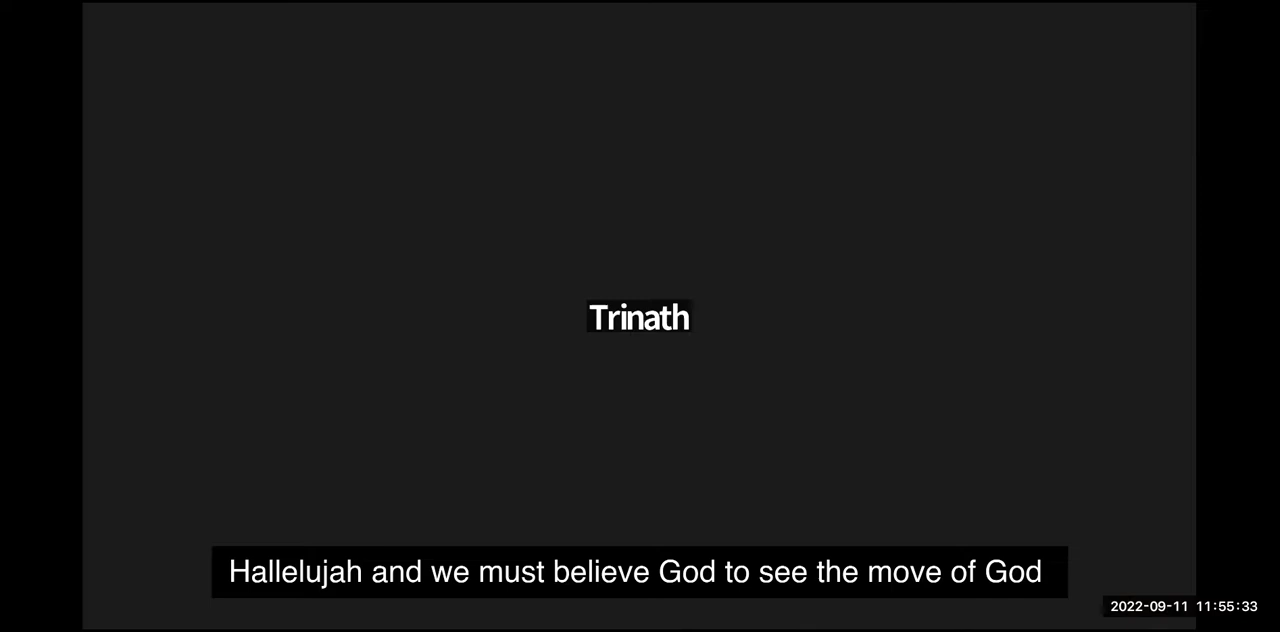 Trinath
Hallelujah and we must believe God to see the move of God
2022-09-11 11:55:33